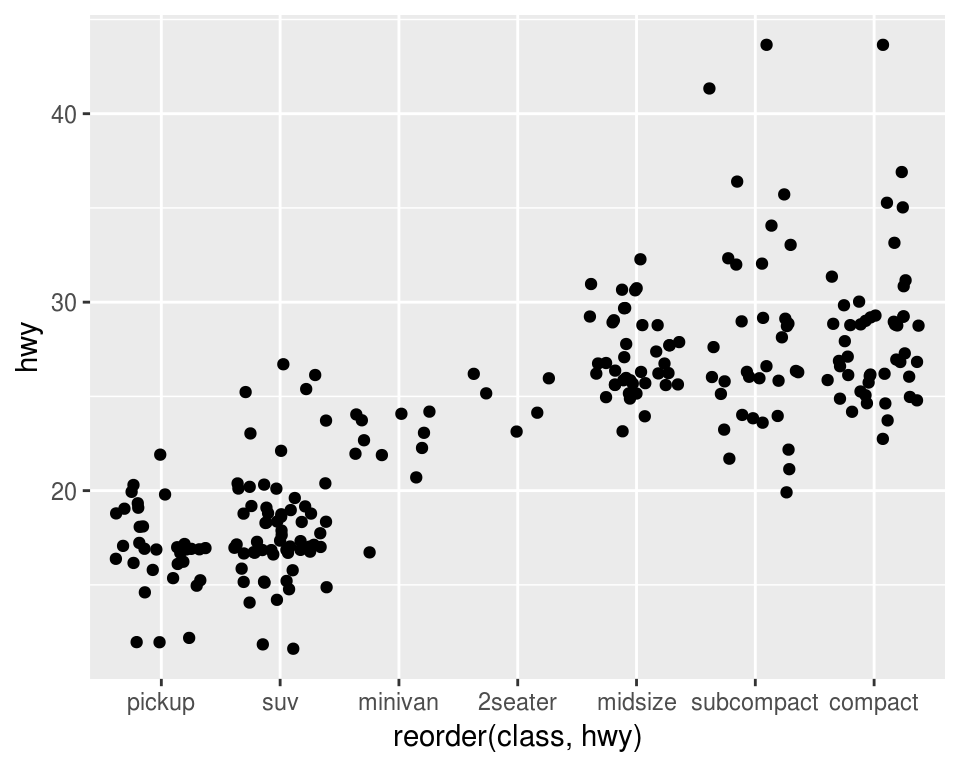 hwy
40
30
20
pickup suv minivan 2seater midsize subcompact compact
reorder(class, hwy)